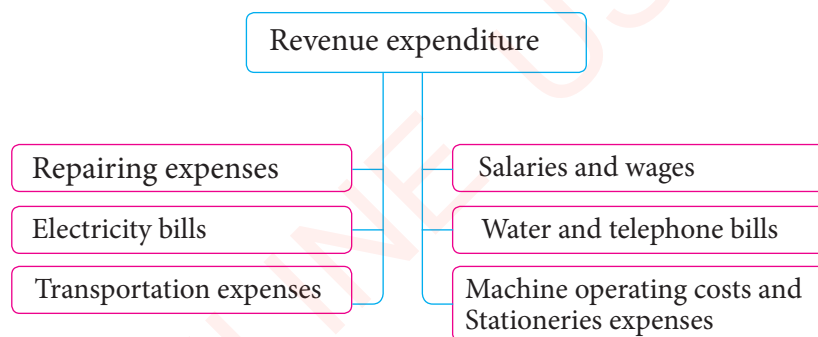 Revenue expenditure
Repairing expenses
Salaries and wages
Electricity bills
Water and telephone bills
Transportation expenses
Machine operating costs and
Stationeries expenses